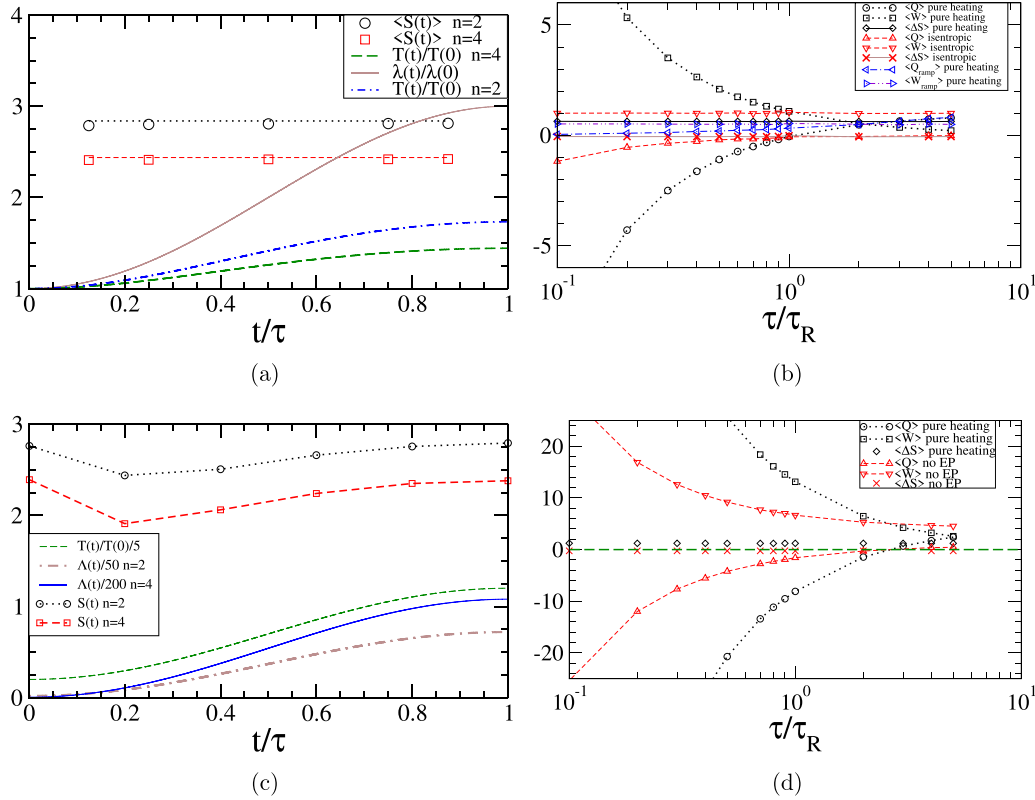 4
3
2
1
0
0.2
0.4
0.6
0.8
1
t/τ
<S(t)> n=2
<S(t)> n=4
T(t)/T(0) n=4
λ(t)/λ(0)
T(t)/T(0) n=2
(a)
5
0
-5
10^-1
10^0
10^1
τ/τ_R
<Q> pure heating
<W> pure heating
<ΔS> pure heating
<Q> isentropic
<W> isentropic
<ΔS> isentropic
<Q_ramp> pure heating
<W_ramp> pure heating
(b)
3
2
1
0
0
0.2
0.4
0.6
0.8
1
t/τ
T(t)/T(0)/5
Λ(t)/50 n=2
Λ(t)/200 n=4
S(t) n=2
S(t) n=4
(c)
20
10
0
-10
-20
10^-1
10^0
10^1
τ/τ_R
<Q> pure heating
<W> pure heating
<ΔS> pure heating
<Q> no EP
<W> no EP
<ΔS> no EP
(d)